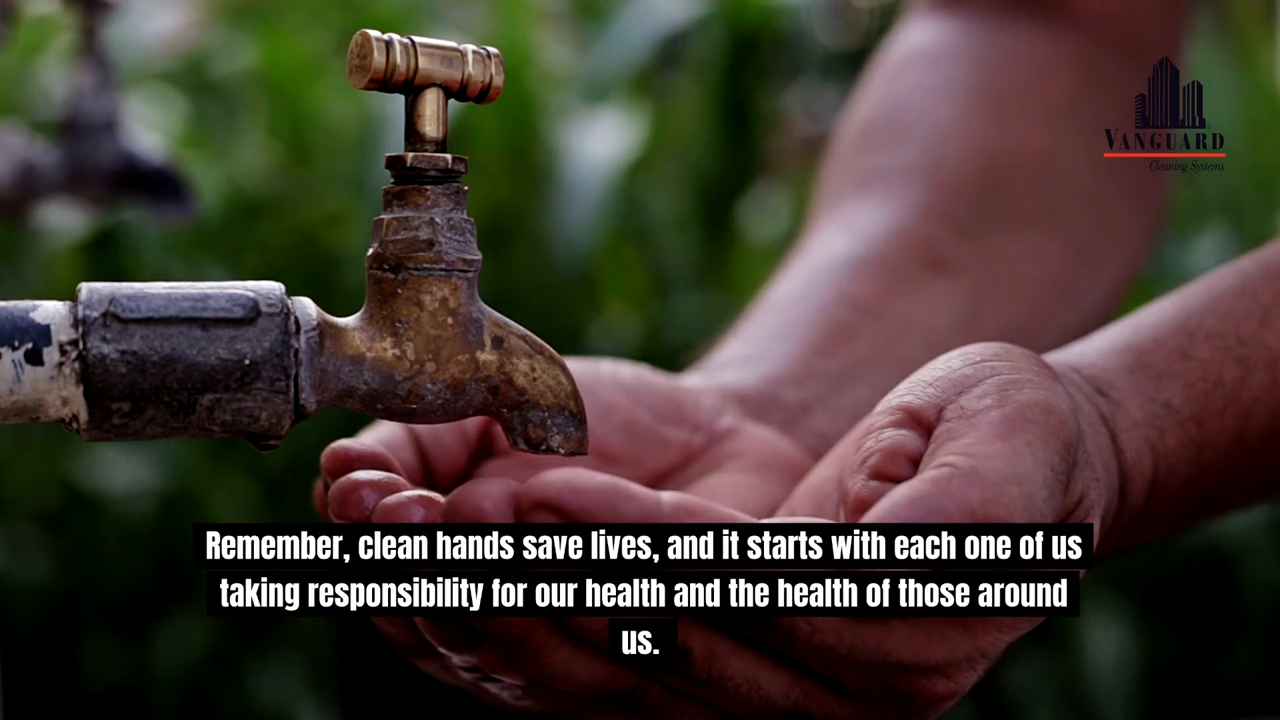 VANGUARD
Cleaning Systems
Remember, clean hands save lives, and it starts with each one of us
taking responsibility for our health and the health of those around
us.